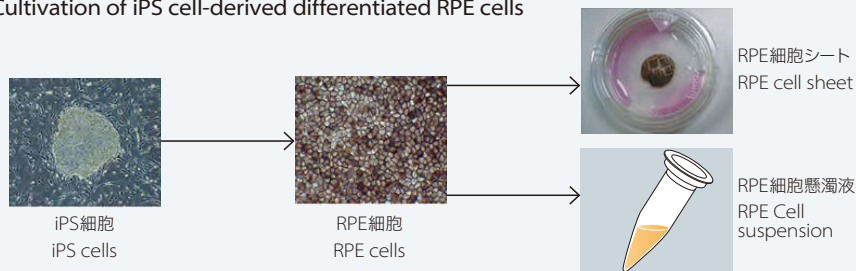 Cultivation of iPS cell-derived differentiated RPE cells
iPS細胞
iPS cells
RPE細胞
RPE cells
RPE細胞シート
RPE cell sheet
RPE細胞懸濁液
RPE Cell
suspension